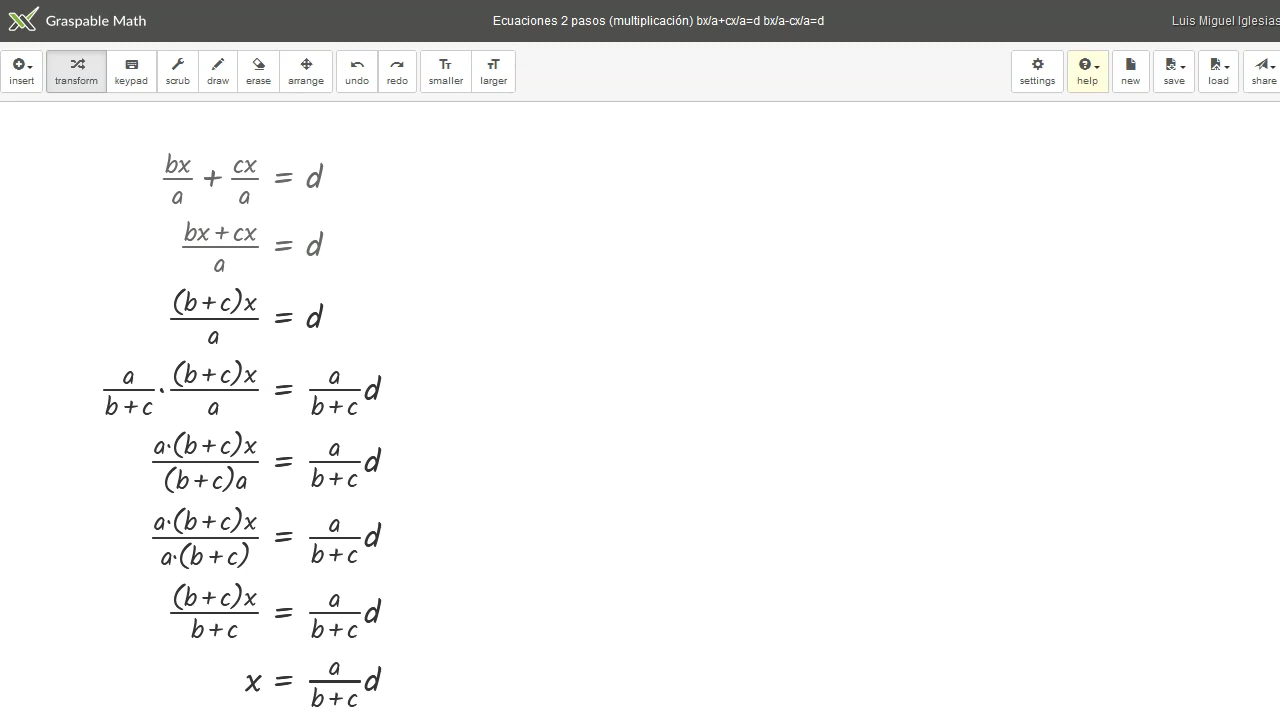 Graspable Math
Ecuaciones 2 pasos (multiplicación) bx/a+cx/a=d bx/a-cx/a=d
Luis Miguel Iglesias
insert transform keypad scrub draw erase arrange undo redo smaller larger settings help new save load share
bx/a + cx/a = d
(bx+cx)/a = d
((b+c)x)/a = d
a/(b+c) · ((b+c)x)/a = a/(b+c) d
(a·(b+c)x)/((b+c)a) = a/(b+c) d
(a·(b+c)x)/(a·(b+c)) = a/(b+c) d
((b+c)x)/(b+c) = a/(b+c) d
x = a/(b+c) d